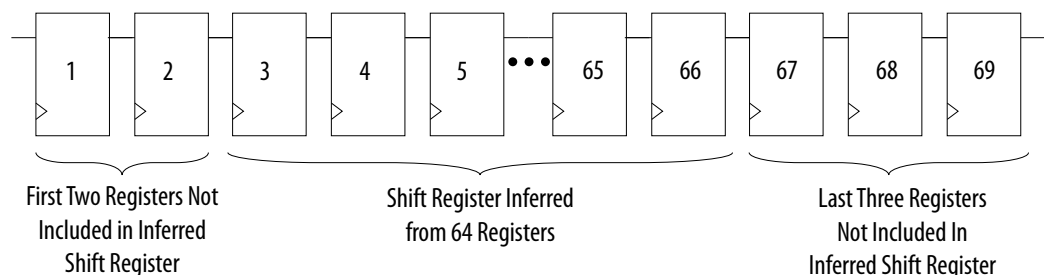 1 2 3 4 5 ••• 65 66 67 68 69
First Two Registers Not
Included in Inferred
Shift Register
Shift Register Inferred
from 64 Registers
Last Three Registers
Not Included In
Inferred Shift Register